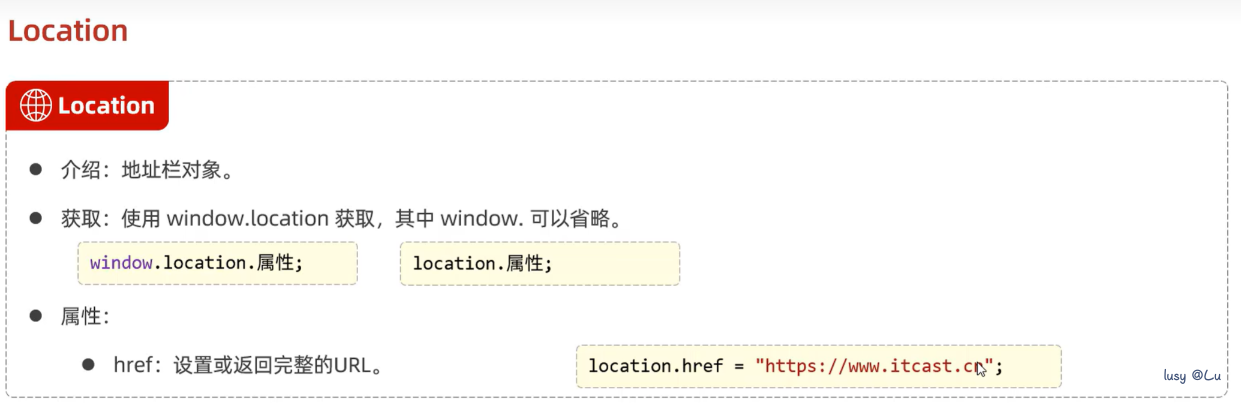 Location
Location
介绍：地址栏对象。
获取：使用 window.location 获取，其中 window. 可以省略。
window.location.属性; location.属性;
属性：
href：设置或返回完整的URL。 location.href = "https://www.itcast.cn";
lusy @Lu